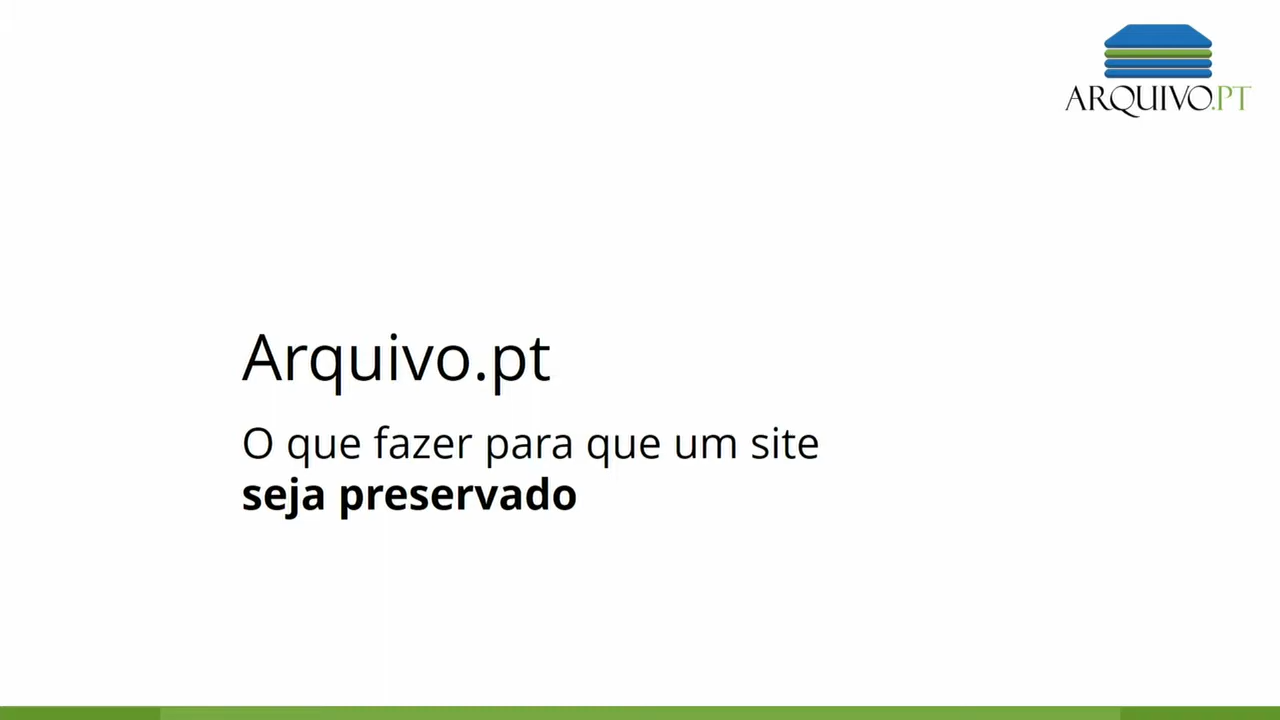 ARQUIVO.PT
Arquivo.pt
O que fazer para que um site
seja preservado